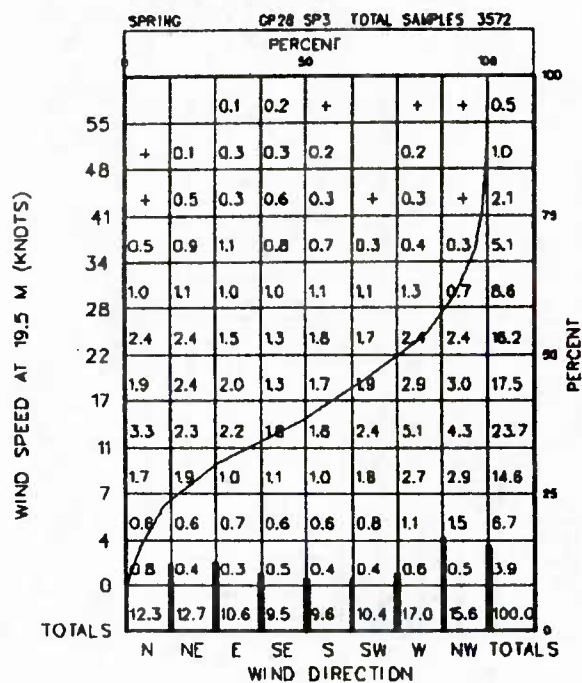 SPRING GP28 SP3 TOTAL SAMPLES 3572
PERCENT
0 50 100
100
0.1 0.2 + + + 0.5
55
+ 0.1 0.3 0.3 0.2 0.2 1.0
48
+ 0.5 0.3 0.6 0.3 + 0.3 + 2.1
41 75
0.5 0.9 1.1 0.8 0.7 0.3 0.4 0.3 5.1
34
1.0 1.1 1.0 1.0 1.1 1.1 1.3 0.7 8.6
28
2.4 2.4 1.5 1.3 1.8 1.7 2.4 2.4 16.2
22 50
1.9 2.4 2.0 1.3 1.7 1.9 2.9 3.0 17.5
17
3.3 2.3 2.2 1.8 1.8 2.4 5.1 4.3 23.7
11
1.7 1.9 1.0 1.1 1.0 1.8 2.7 2.9 14.6
7 25
0.8 0.6 0.7 0.6 0.6 0.8 1.1 1.5 6.7
4
0.8 0.4 0.3 0.5 0.4 0.4 0.6 0.5 3.9
0
12.3 12.7 10.6 9.5 9.6 10.4 17.0 15.6 100.0
TOTALS 0
N NE E SE S SW W NW TOTALS
WIND DIRECTION
WIND SPEED AT 19.5 M (KNOTS)
PERCENT